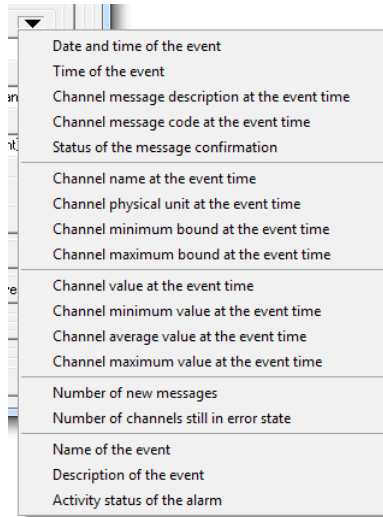 Date and time of the event
Time of the event
Channel message description at the event time
Channel message code at the event time
Status of the message confirmation
Channel name at the event time
Channel physical unit at the event time
Channel minimum bound at the event time
Channel maximum bound at the event time
Channel value at the event time
Channel minimum value at the event time
Channel average value at the event time
Channel maximum value at the event time
Number of new messages
Number of channels still in error state
Name of the event
Description of the event
Activity status of the alarm